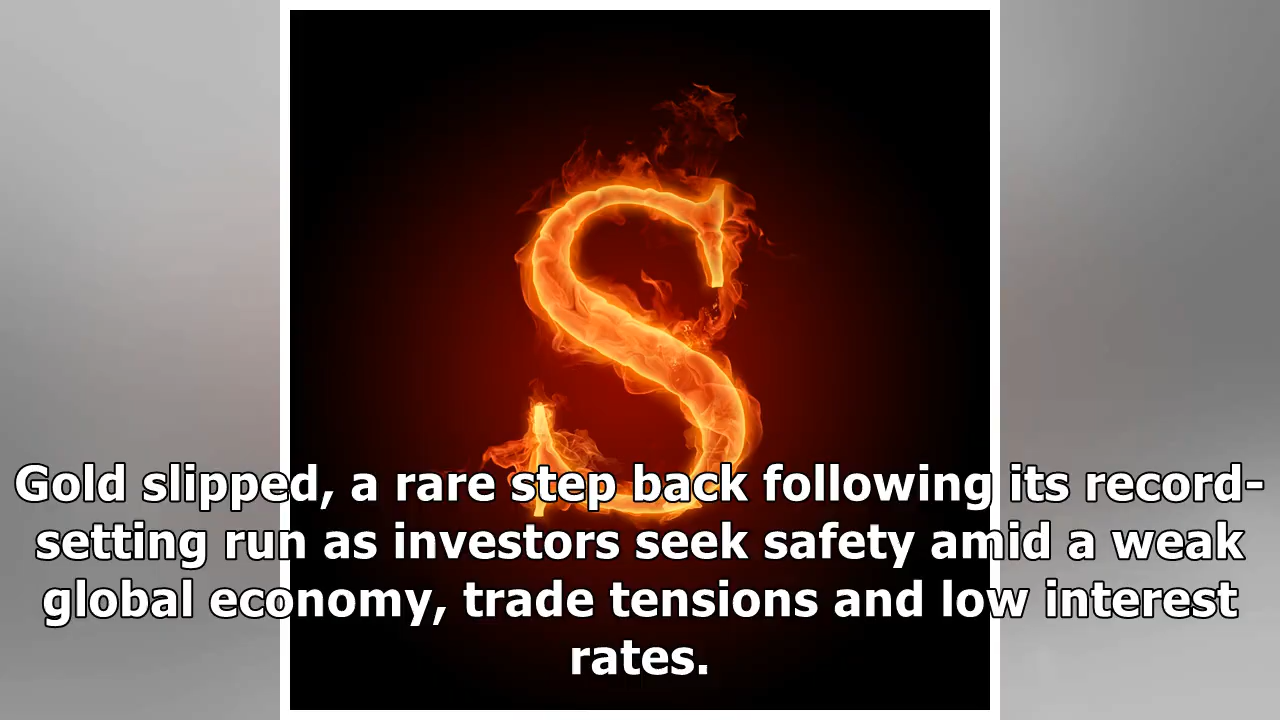 S
Gold slipped, a rare step back following its record-
setting run as investors seek safety amid a weak
global economy, trade tensions and low interest
rates.